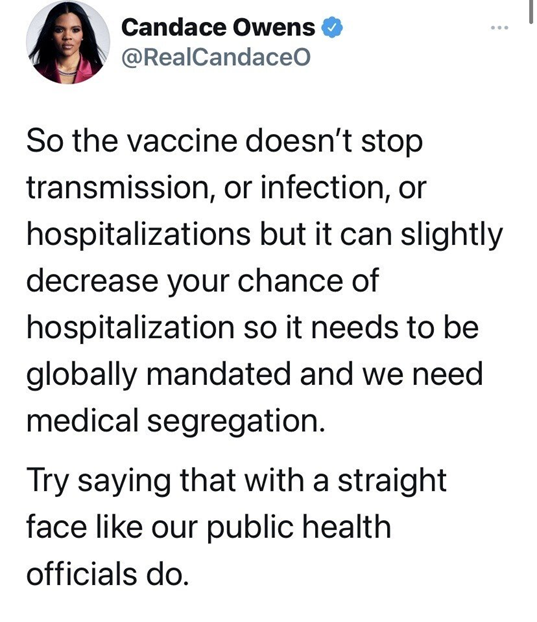 Candace Owens
@RealCandaceO
So the vaccine doesn't stop
transmission, or infection, or
hospitalizations but it can slightly
decrease your chance of
hospitalization so it needs to be
globally mandated and we need
medical segregation.
Try saying that with a straight
face like our public health
officials do.